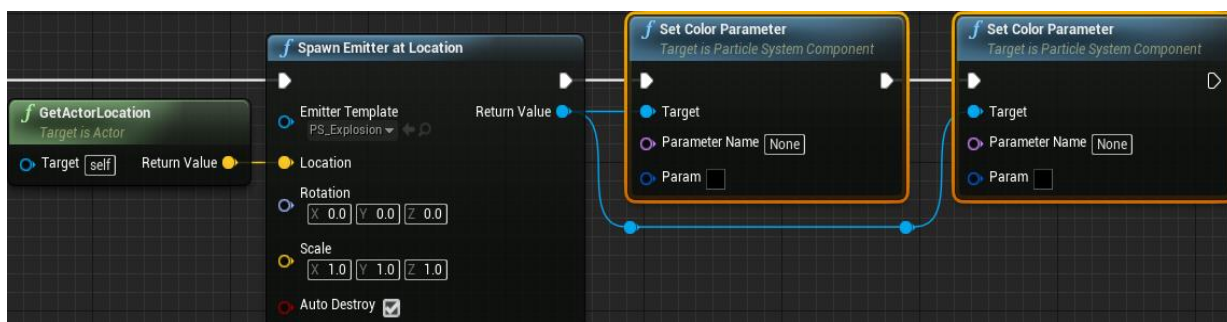 GetActorLocation
Target is Actor
Target self
Return Value
Spawn Emitter at Location
Emitter Template
PS_Explosion
Return Value
Location
Rotation
X 0.0 Y 0.0 Z 0.0
Scale
X 1.0 Y 1.0 Z 1.0
Auto Destroy
Set Color Parameter
Target is Particle System Component
Target
Parameter Name None
Param
Set Color Parameter
Target is Particle System Component
Target
Parameter Name None
Param